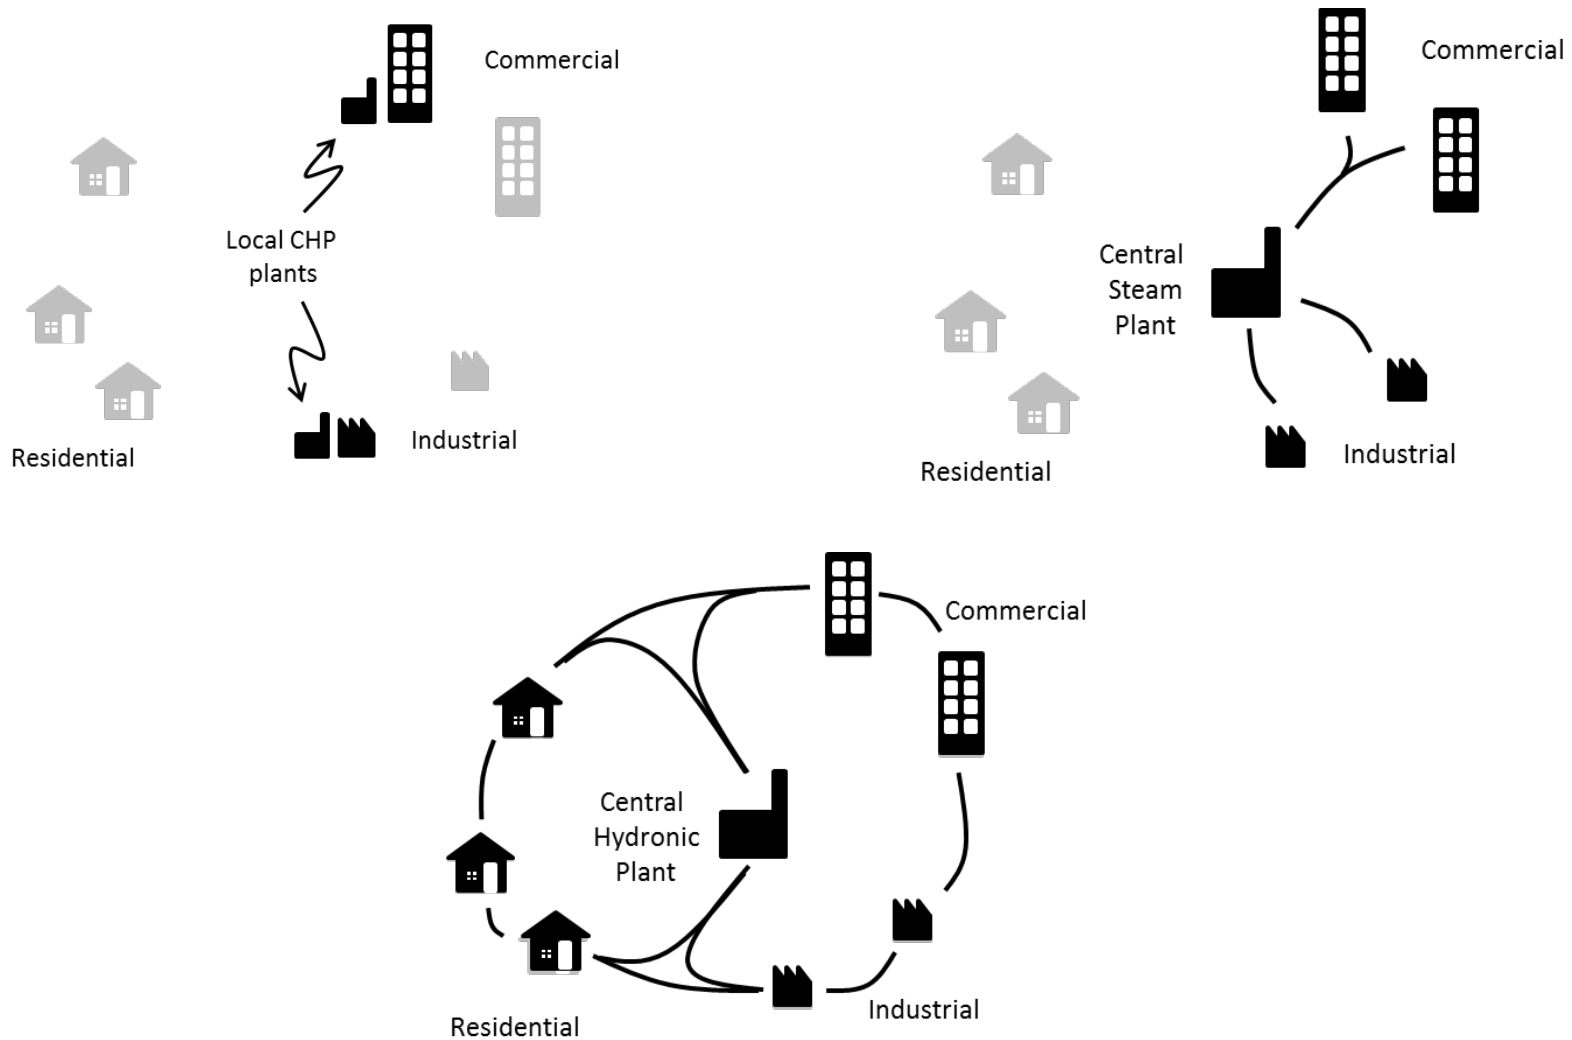 Commercial
Local CHP
plants
Industrial
Residential
Commercial
Central
Steam
Plant
Industrial
Residential
Commercial
Central
Hydronic
Plant
Industrial
Residential